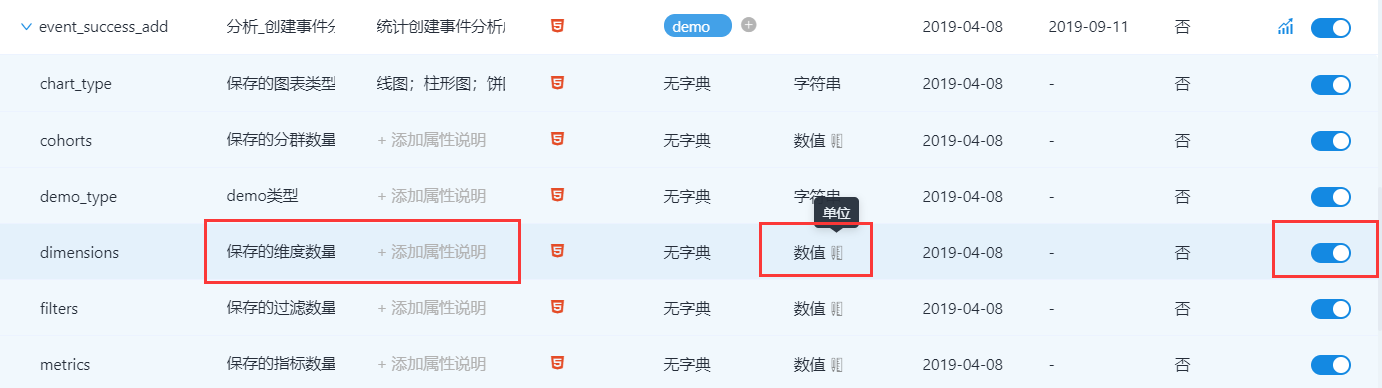 event_success_add 分析_创建事件分 统计创建事件分析 demo 2019-04-08 2019-09-11 否
chart_type 保存的图表类型 线图；柱形图；饼 无字典 字符串 2019-04-08 - 否
cohorts 保存的分群数量 + 添加属性说明 无字典 数值 2019-04-08 - 否
demo_type demo类型 + 添加属性说明 无字典 字符串 2019-04-08 - 否
单位
dimensions 保存的维度数量 + 添加属性说明 无字典 数值 2019-04-08 - 否
filters 保存的过滤数量 + 添加属性说明 无字典 数值 2019-04-08 - 否
metrics 保存的指标数量 + 添加属性说明 无字典 数值 2019-04-08 - 否